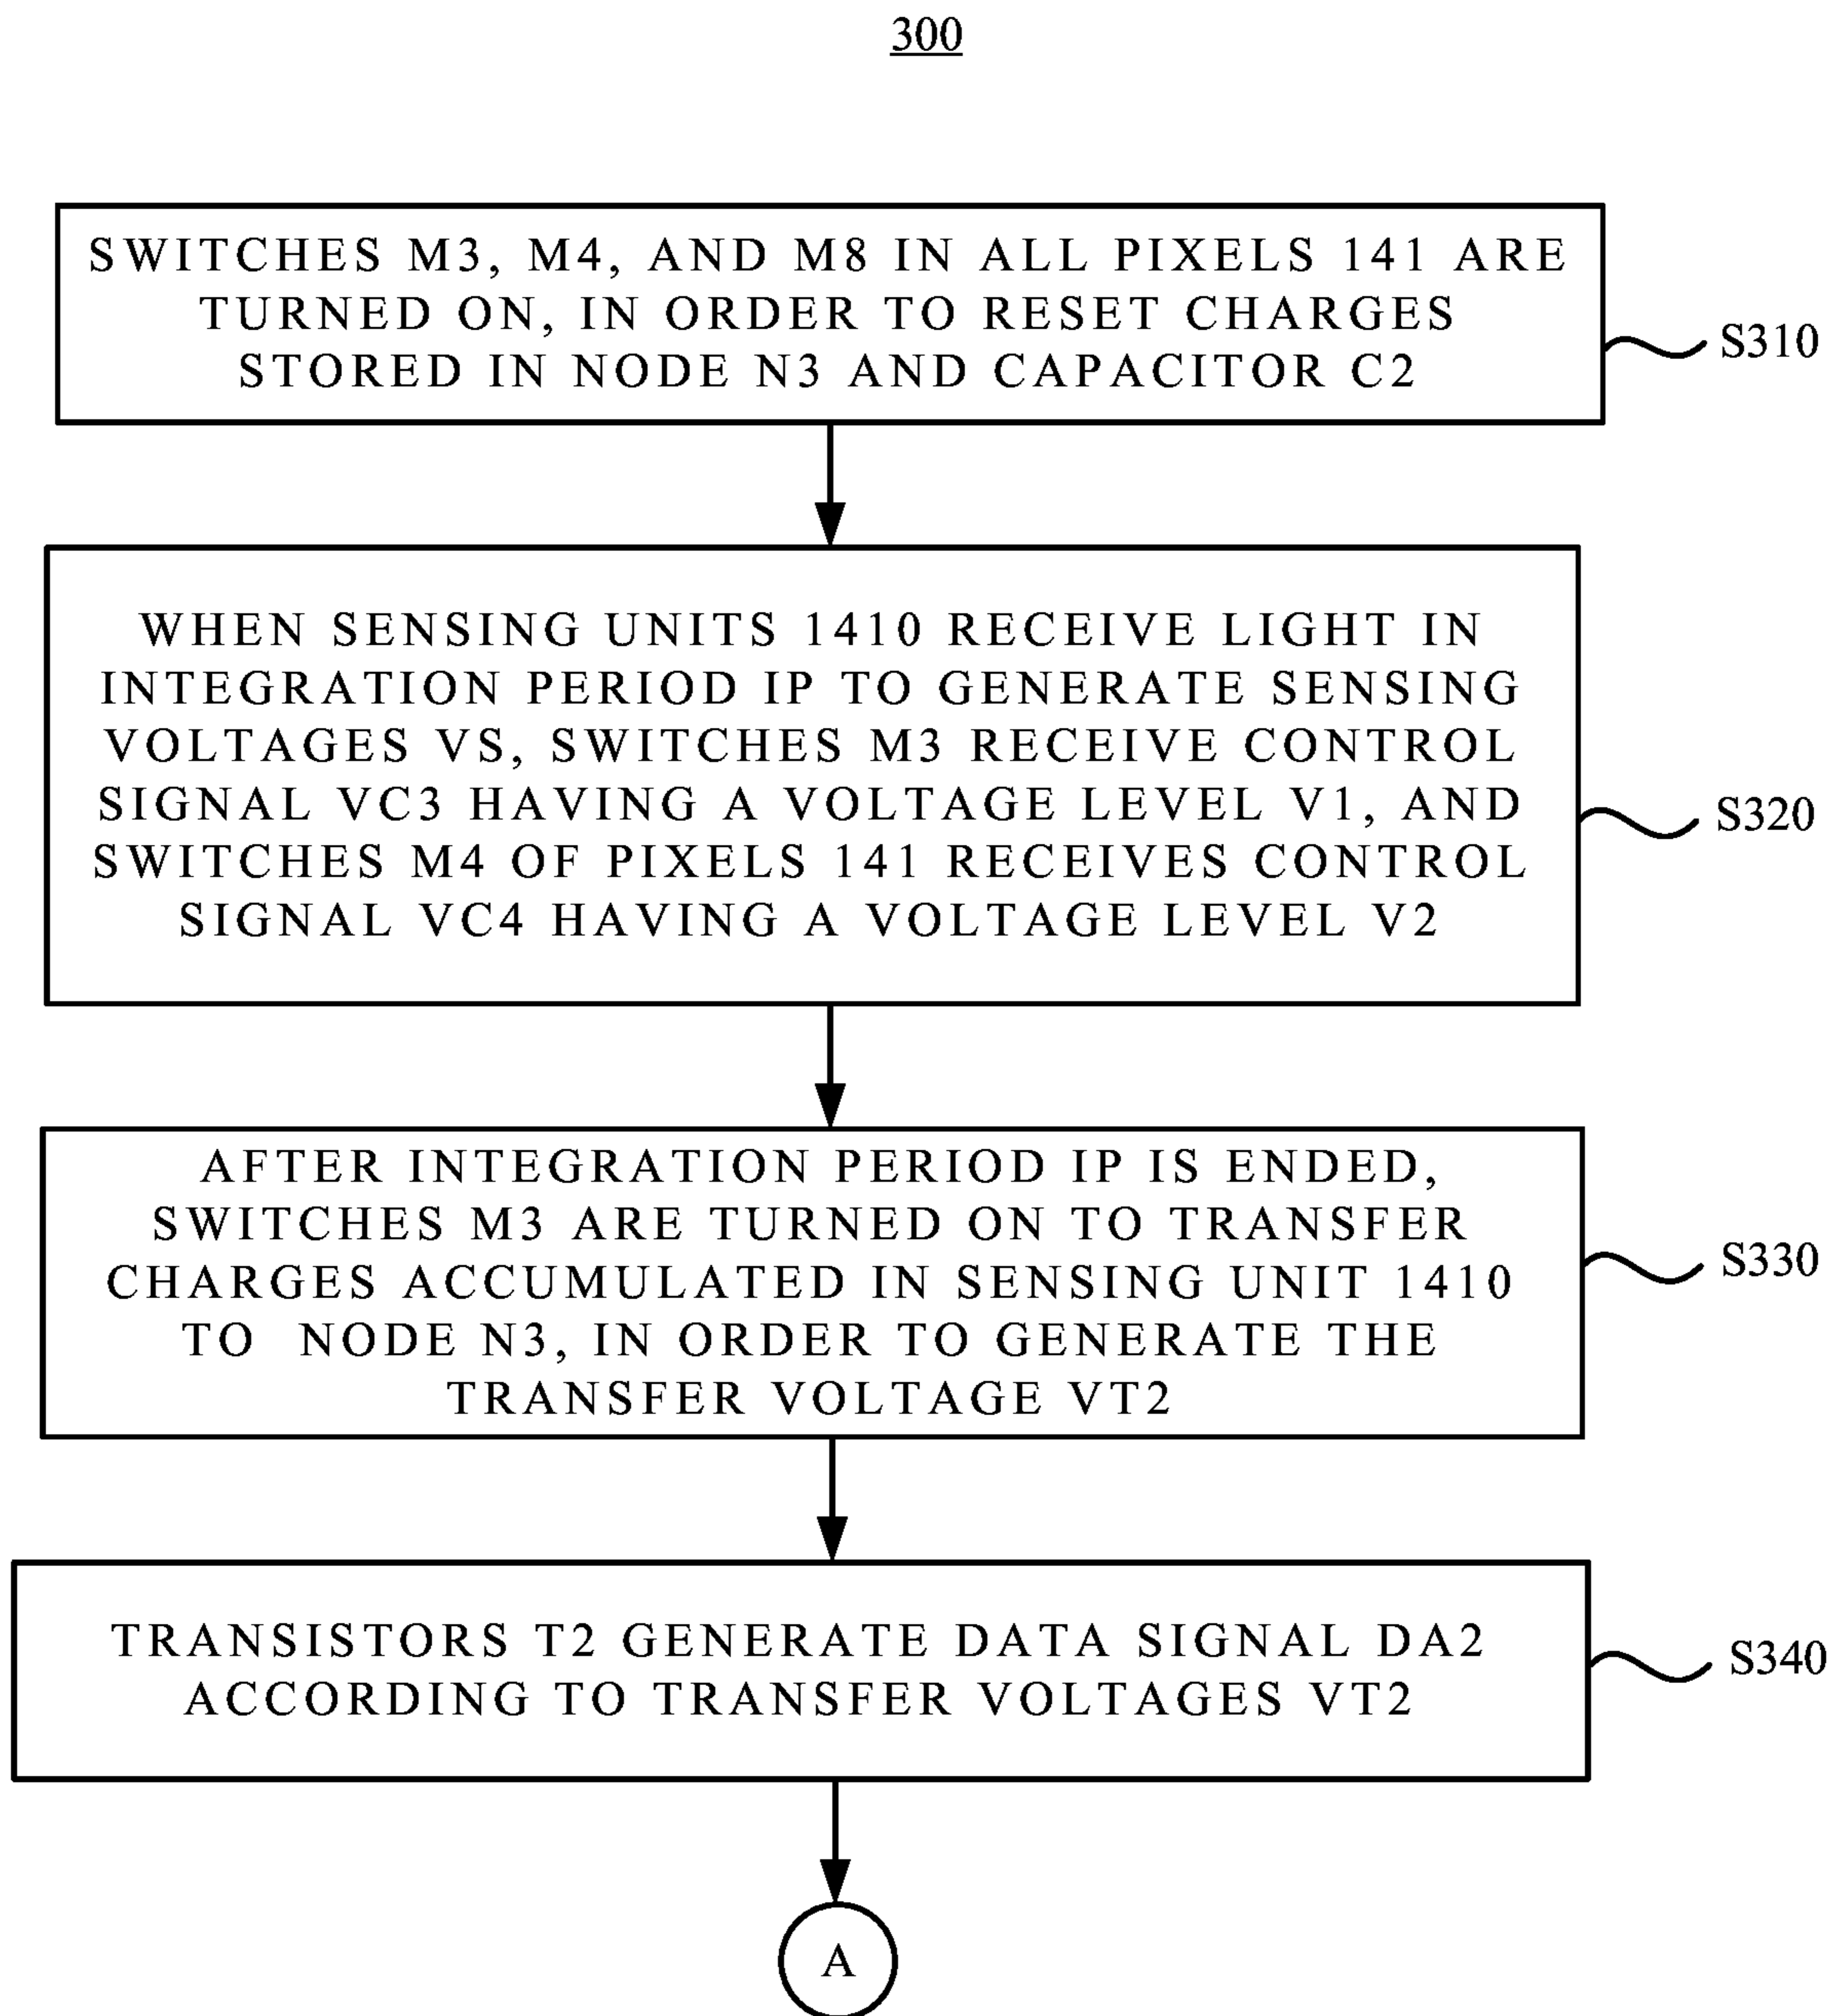 300
SWITCHES M3, M4, AND M8 IN ALL PIXELS 141 ARE
TURNED ON, IN ORDER TO RESET CHARGES
STORED IN NODE N3 AND CAPACITOR C2
S310
WHEN SENSING UNITS 1410 RECEIVE LIGHT IN
INTEGRATION PERIOD IP TO GENERATE SENSING
VOLTAGES VS, SWITCHES M3 RECEIVE CONTROL
SIGNAL VC3 HAVING A VOLTAGE LEVEL V1, AND
SWITCHES M4 OF PIXELS 141 RECEIVES CONTROL
SIGNAL VC4 HAVING A VOLTAGE LEVEL V2
S320
AFTER INTEGRATION PERIOD IP IS ENDED,
SWITCHES M3 ARE TURNED ON TO TRANSFER
CHARGES ACCUMULATED IN SENSING UNIT 1410
TO NODE N3, IN ORDER TO GENERATE THE
TRANSFER VOLTAGE VT2
S330
TRANSISTORS T2 GENERATE DATA SIGNAL DA2
ACCORDING TO TRANSFER VOLTAGES VT2
S340
A